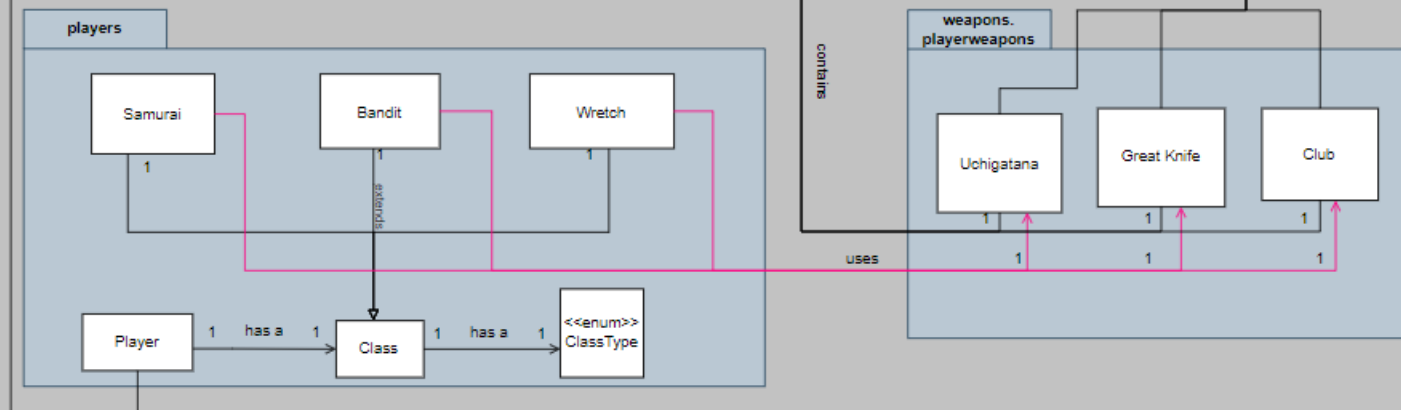 players
weapons.
playerweapons
contains
Samurai
Bandit
Wretch
Uchigatana
Great Knife
Club
1
1
1
extends
1
1
1
uses
1
1
1
Player
1
has a
1
Class
1
has a
1
<<enum>>
ClassType